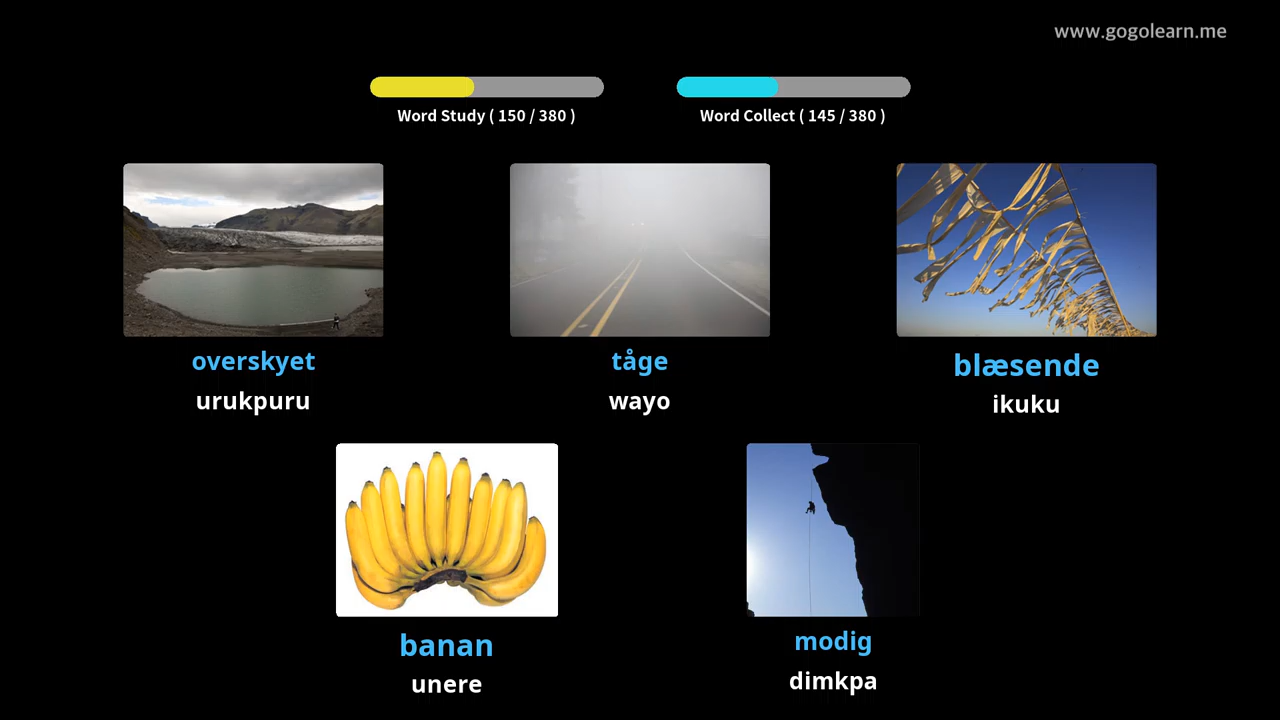 www.gogolearn.me
Word Study ( 150 / 380 )
Word Collect ( 145 / 380 )
overskyet
urukpuru
tåge
wayo
blæsende
ikuku
banan
unere
modig
dimkpa